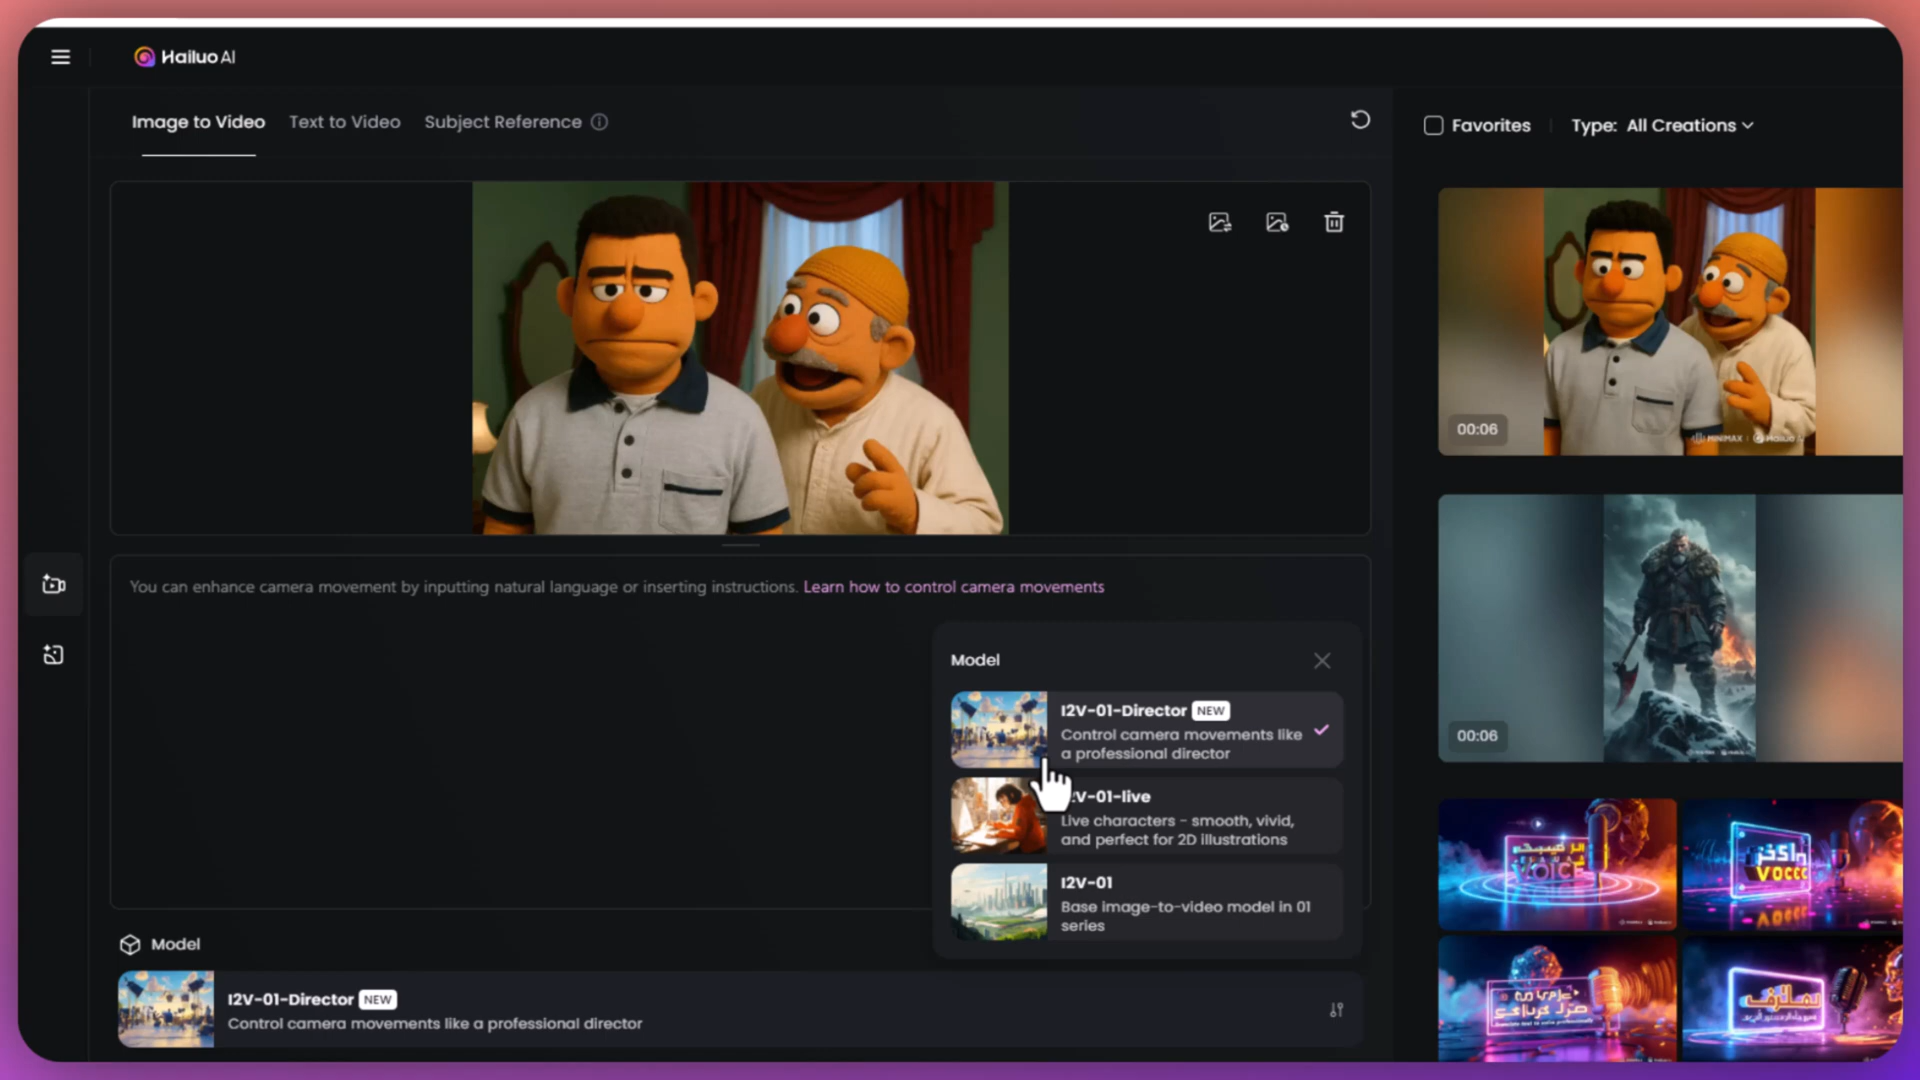 Hailuo AI
Image to Video
Text to Video
Subject Reference
Favorites
Type: All Creations
00:06
MINIMAX
You can enhance camera movement by inputting natural language or inserting instructions. Learn how to control camera movements
Model
I2V-01-Director NEW
Control camera movements like
a professional director
2V-01-live
Live characters - smooth, vivid,
and perfect for 2D illustrations
I2V-01
Base image-to-video model in 01
series
00:06
VOICE
VOCCC
Model
I2V-01-Director NEW
Control camera movements like a professional director